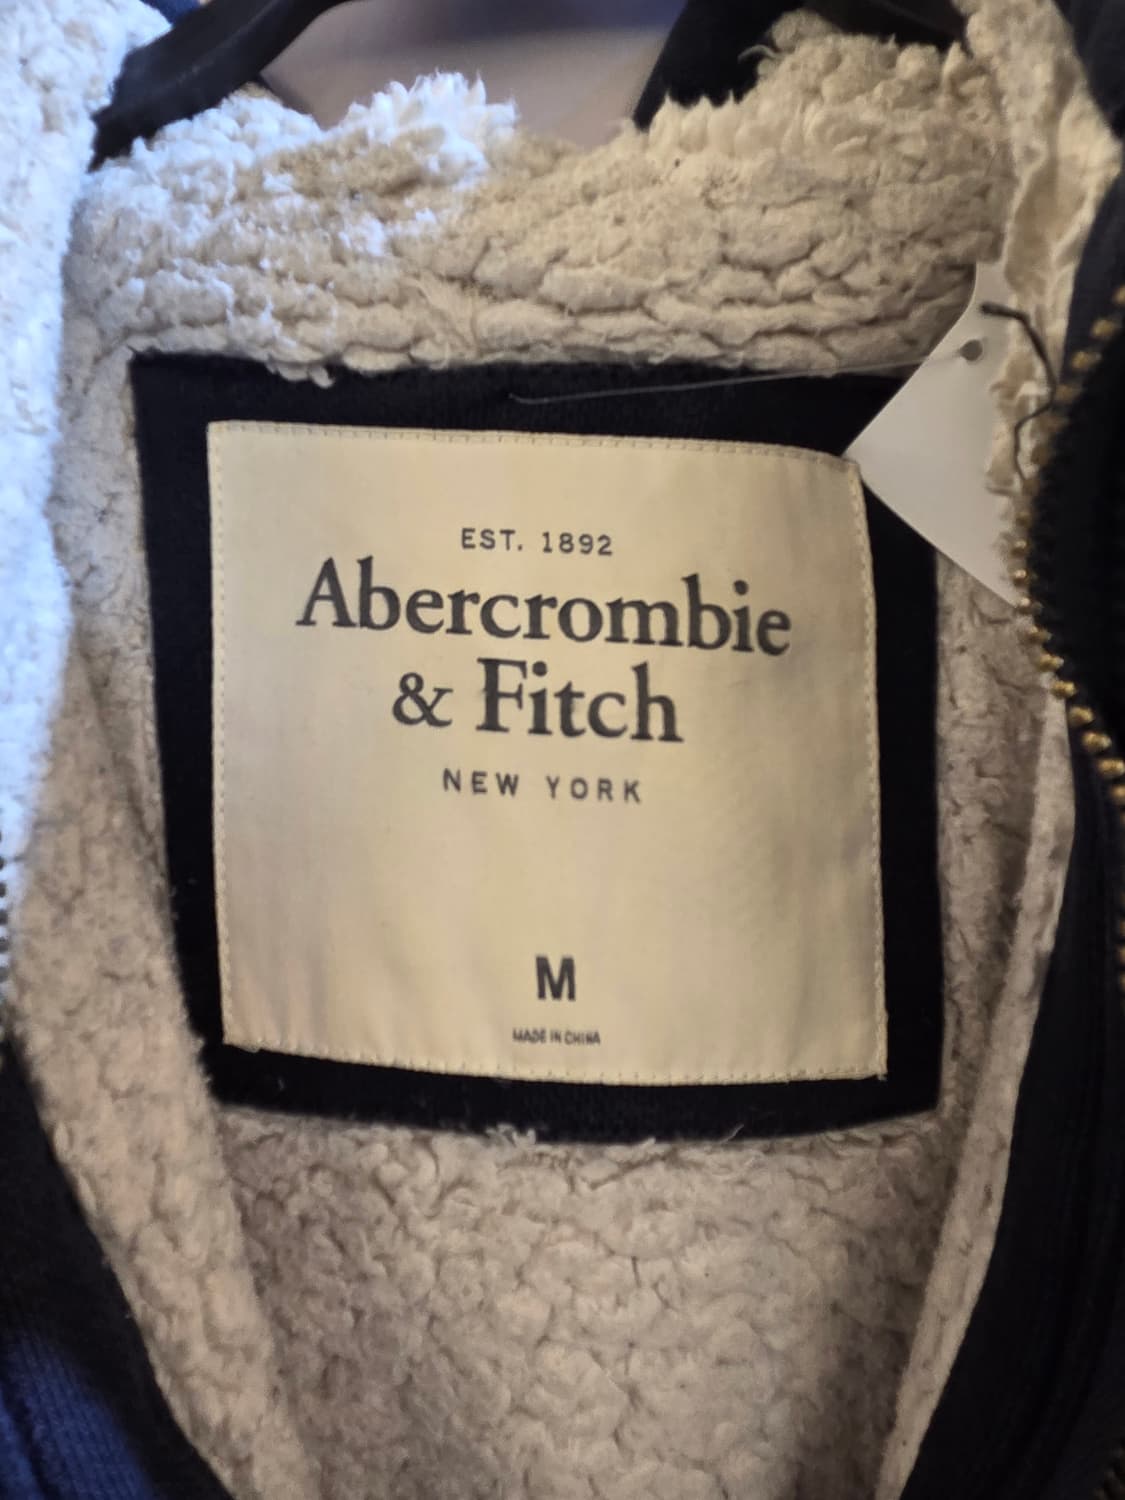 EST. 1892
Abercrombie
& Fitch
NEW YORK
M
MADE IN CHINA